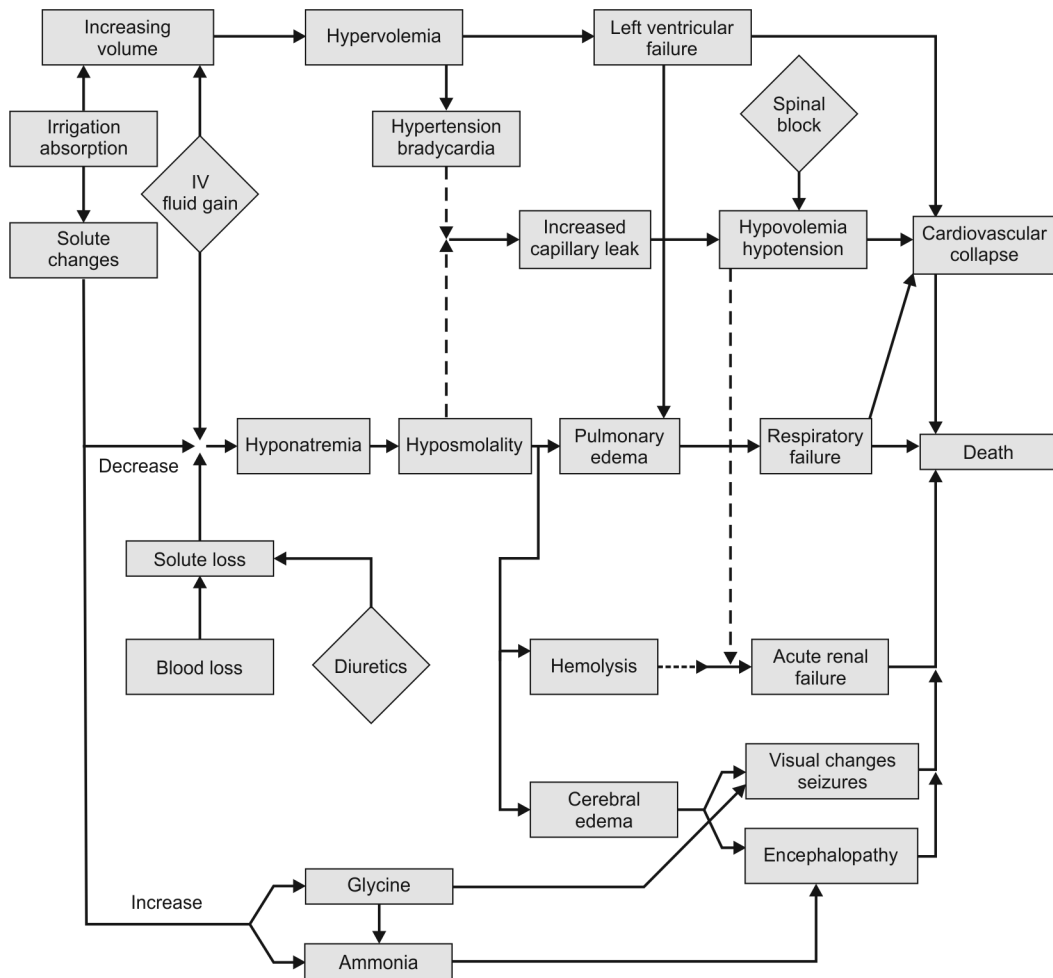 Increasing
volume
Hypervolemia
Left ventricular
failure
Irrigation
absorption
Hypertension
bradycardia
Spinal
block
IV
fluid gain
Solute
changes
Increased
capillary leak
Hypovolemia
hypotension
Cardiovascular
collapse
Decrease
Hyponatremia
Hyposmolality
Pulmonary
edema
Respiratory
failure
Death
Solute loss
Blood loss
Diuretics
Hemolysis
Acute renal
failure
Visual changes
seizures
Cerebral
edema
Encephalopathy
Increase
Glycine
Ammonia